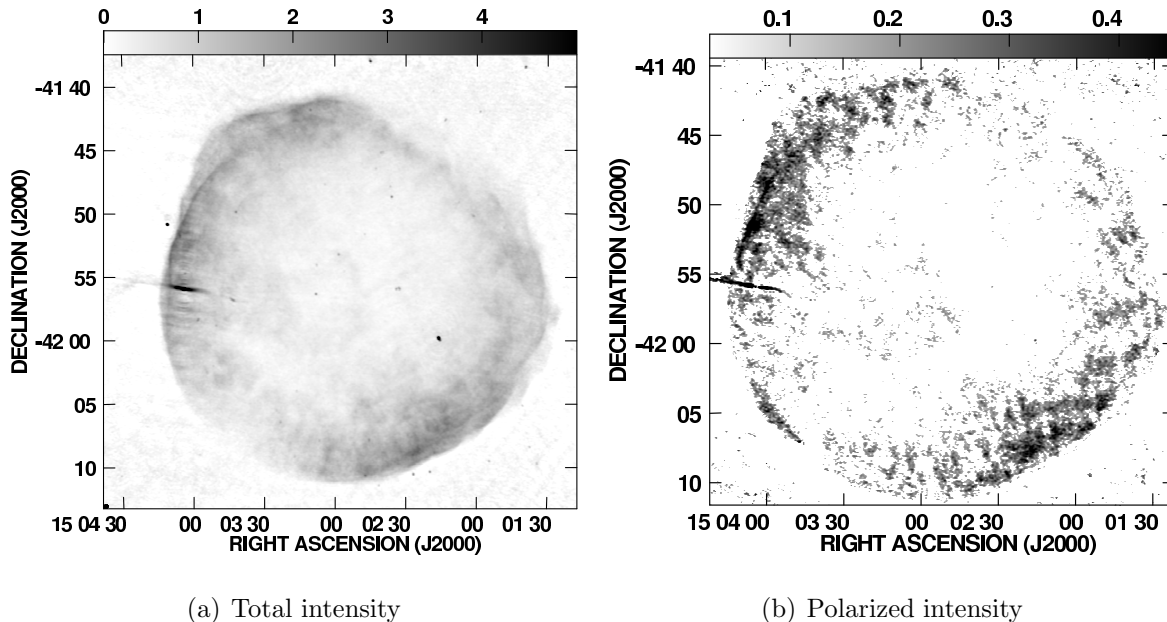 0 1 2 3 4
-41 40
45
50
55
-42 00
05
10
DECLINATION (J2000)
15 04 30 00 03 30 00 02 30 00 01 30
RIGHT ASCENSION (J2000)
(a) Total intensity
0.1 0.2 0.3 0.4
-41 40
45
50
55
-42 00
05
10
DECLINATION (J2000)
15 04 00 03 30 00 02 30 00 01 30
RIGHT ASCENSION (J2000)
(b) Polarized intensity